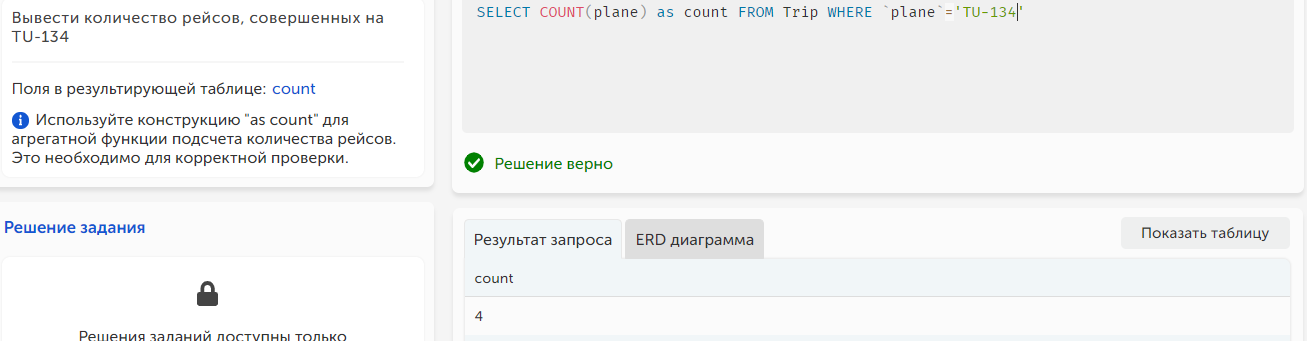 Вывести количество рейсов, совершенных на
TU-134
Поля в результирующей таблице: count
Используйте конструкцию "as count" для
агрегатной функции подсчета количества рейсов.
Это необходимо для корректной проверки.
Решение задания
Решения заданий доступны только
SELECT COUNT(plane) as count FROM Trip WHERE `plane`='TU-134'
Решение верно
Результат запроса
ERD диаграмма
Показать таблицу
count
4